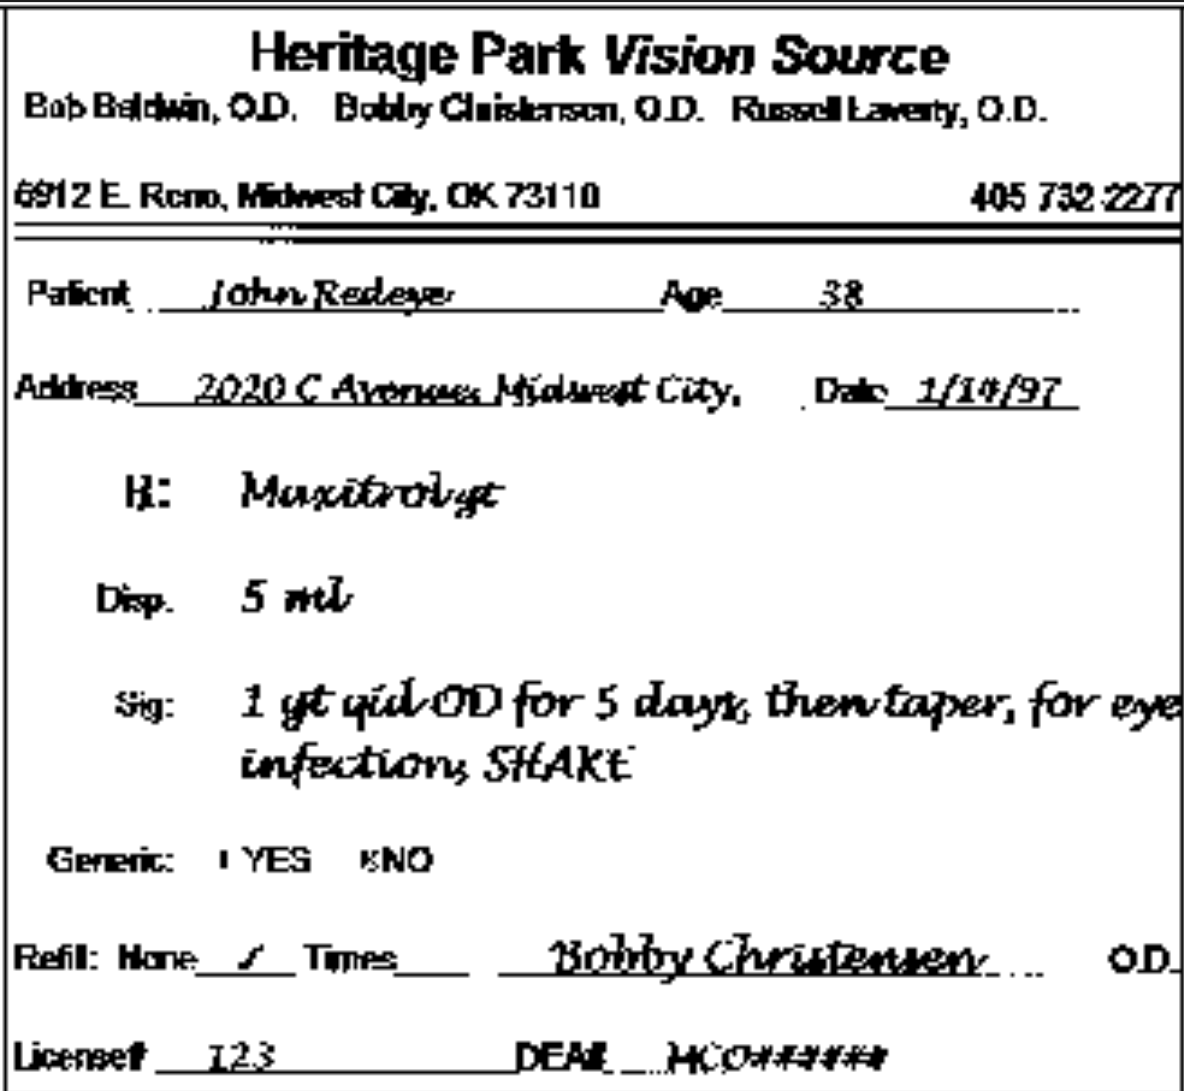 Heritage Park Vision Source
Bob Baldwin, O.D. Bobby Christensen, O.D. Russell Laverty, O.D.
6912 E. Reno, Midwest City, OK 73110 405 732-2277
Patient John Redeye Age 38
Address 2020 C Avenue, Midwest City, Date 1/14/97
Rx: Maxitrol gt
Disp. 5 ml
Sig: 1 gt qid OD for 5 days, then taper, for eye
infection, SHAKE
Generic: YES NO
Refill: None ✓ Times Bobby Christensen O.D.
License# 123 DEA# MCO######